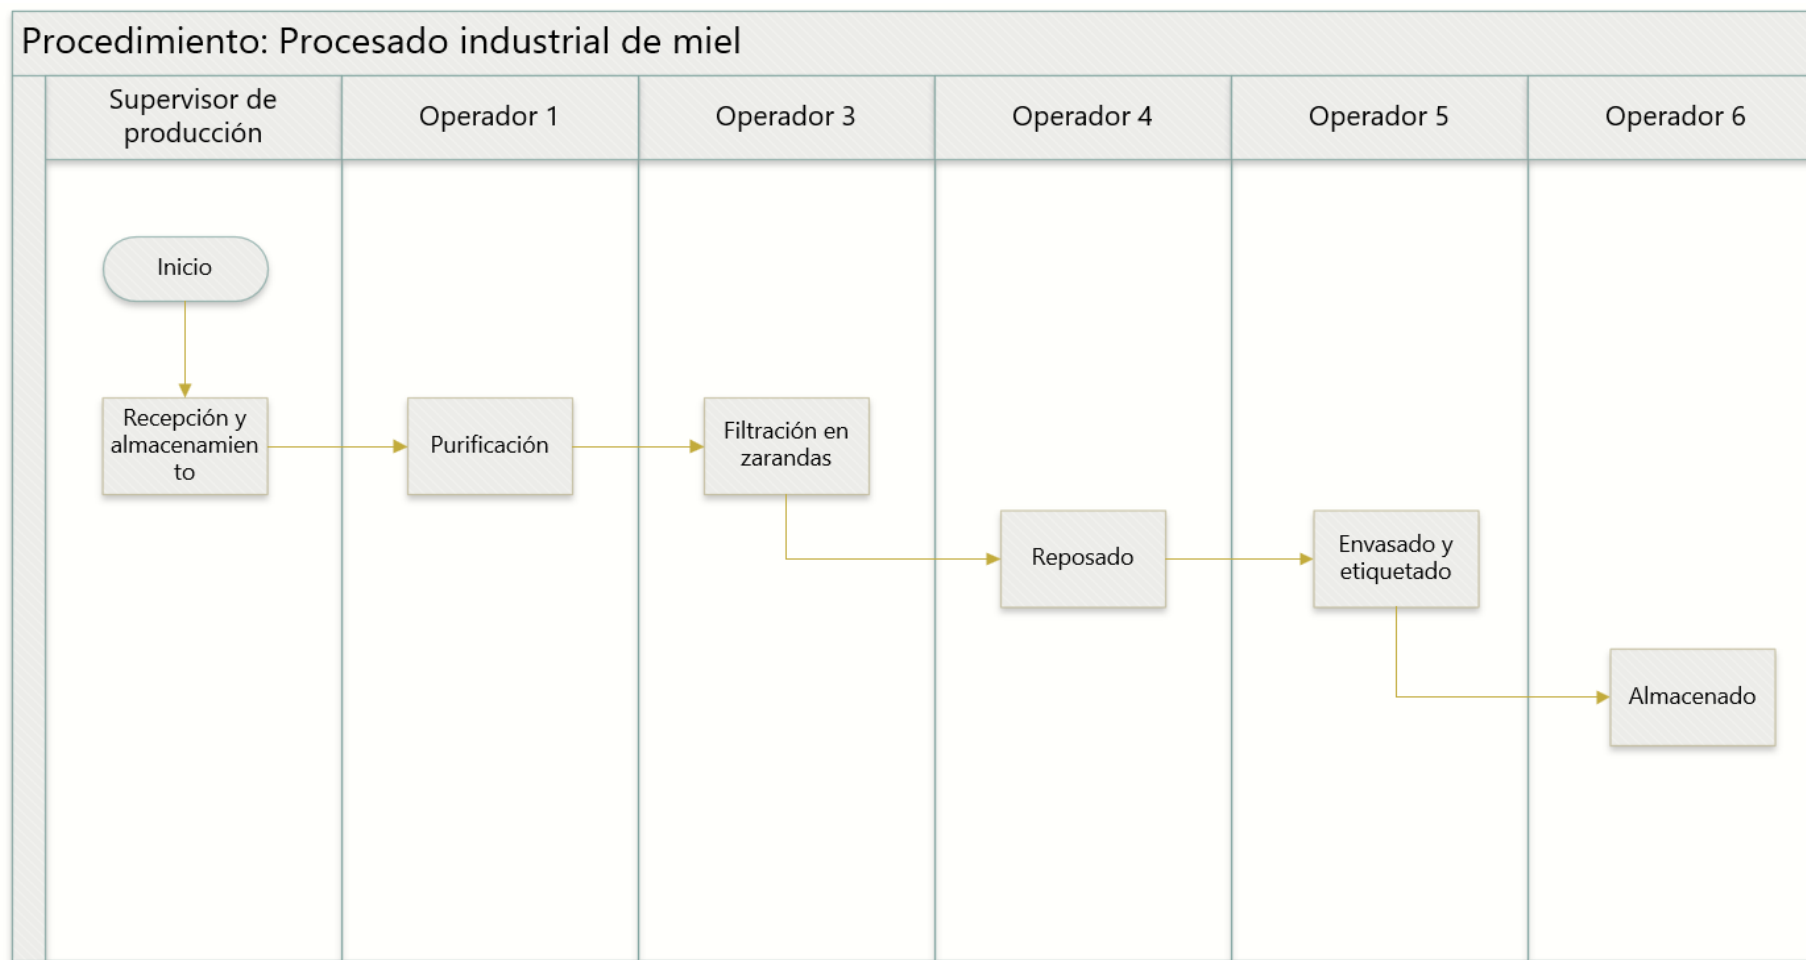 Procedimiento: Procesado industrial de miel
Supervisor de
producción
Operador 1
Operador 3
Operador 4
Operador 5
Operador 6
Inicio
Recepción y
almacenamien
to
Purificación
Filtración en
zarandas
Reposado
Envasado y
etiquetado
Almacenado